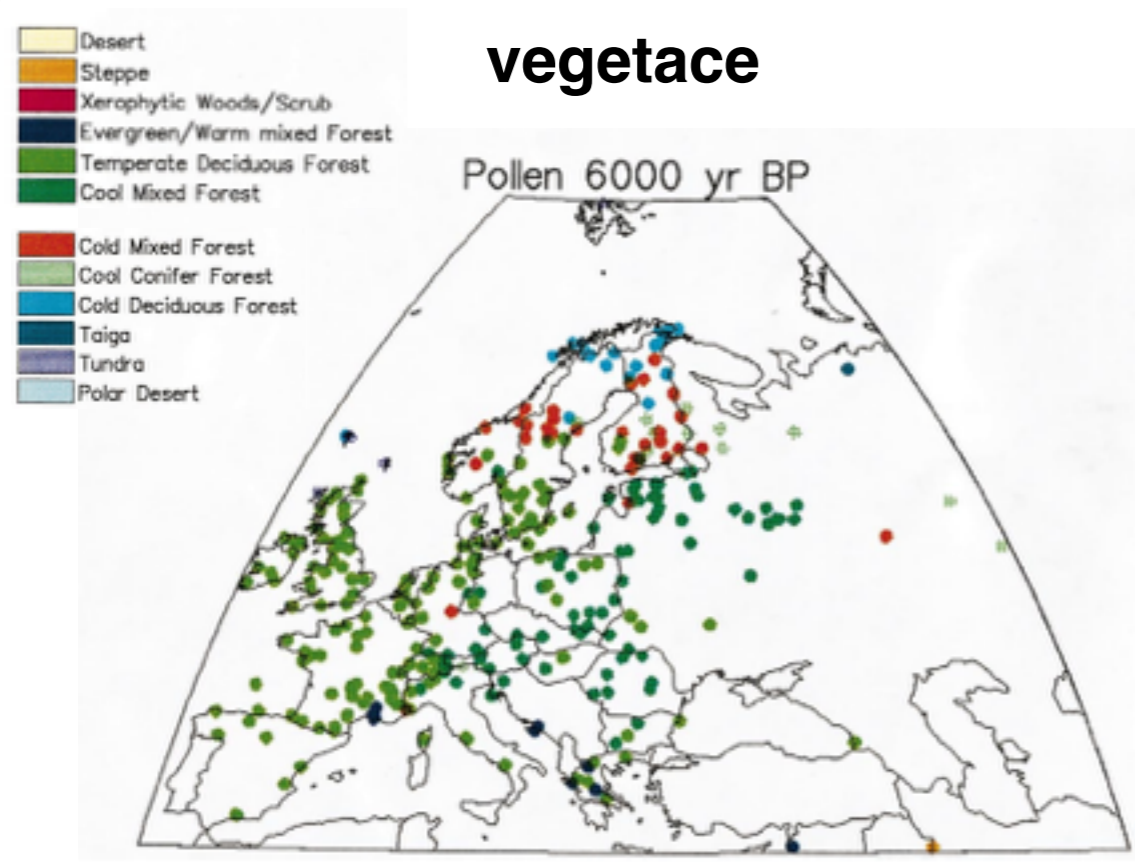 vegetace
Desert
Steppe
Xerophytic Woods/Scrub
Evergreen/Warm mixed Forest
Temperate Deciduous Forest
Cool Mixed Forest
Cold Mixed Forest
Cool Conifer Forest
Cold Deciduous Forest
Taiga
Tundra
Polar Desert
Pollen 6000 yr BP